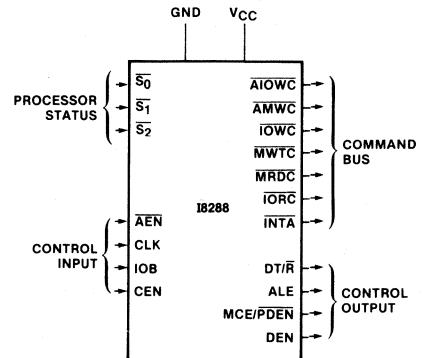 GND VCC
PROCESSOR STATUS
S0
S1
S2
CONTROL INPUT
AEN
CLK
IOB
CEN
I8288
AIOWC
AMWC
IOWC
MWTC
MRDC
IORC
INTA
COMMAND BUS
DT/R
ALE
MCE/PDEN
DEN
CONTROL OUTPUT